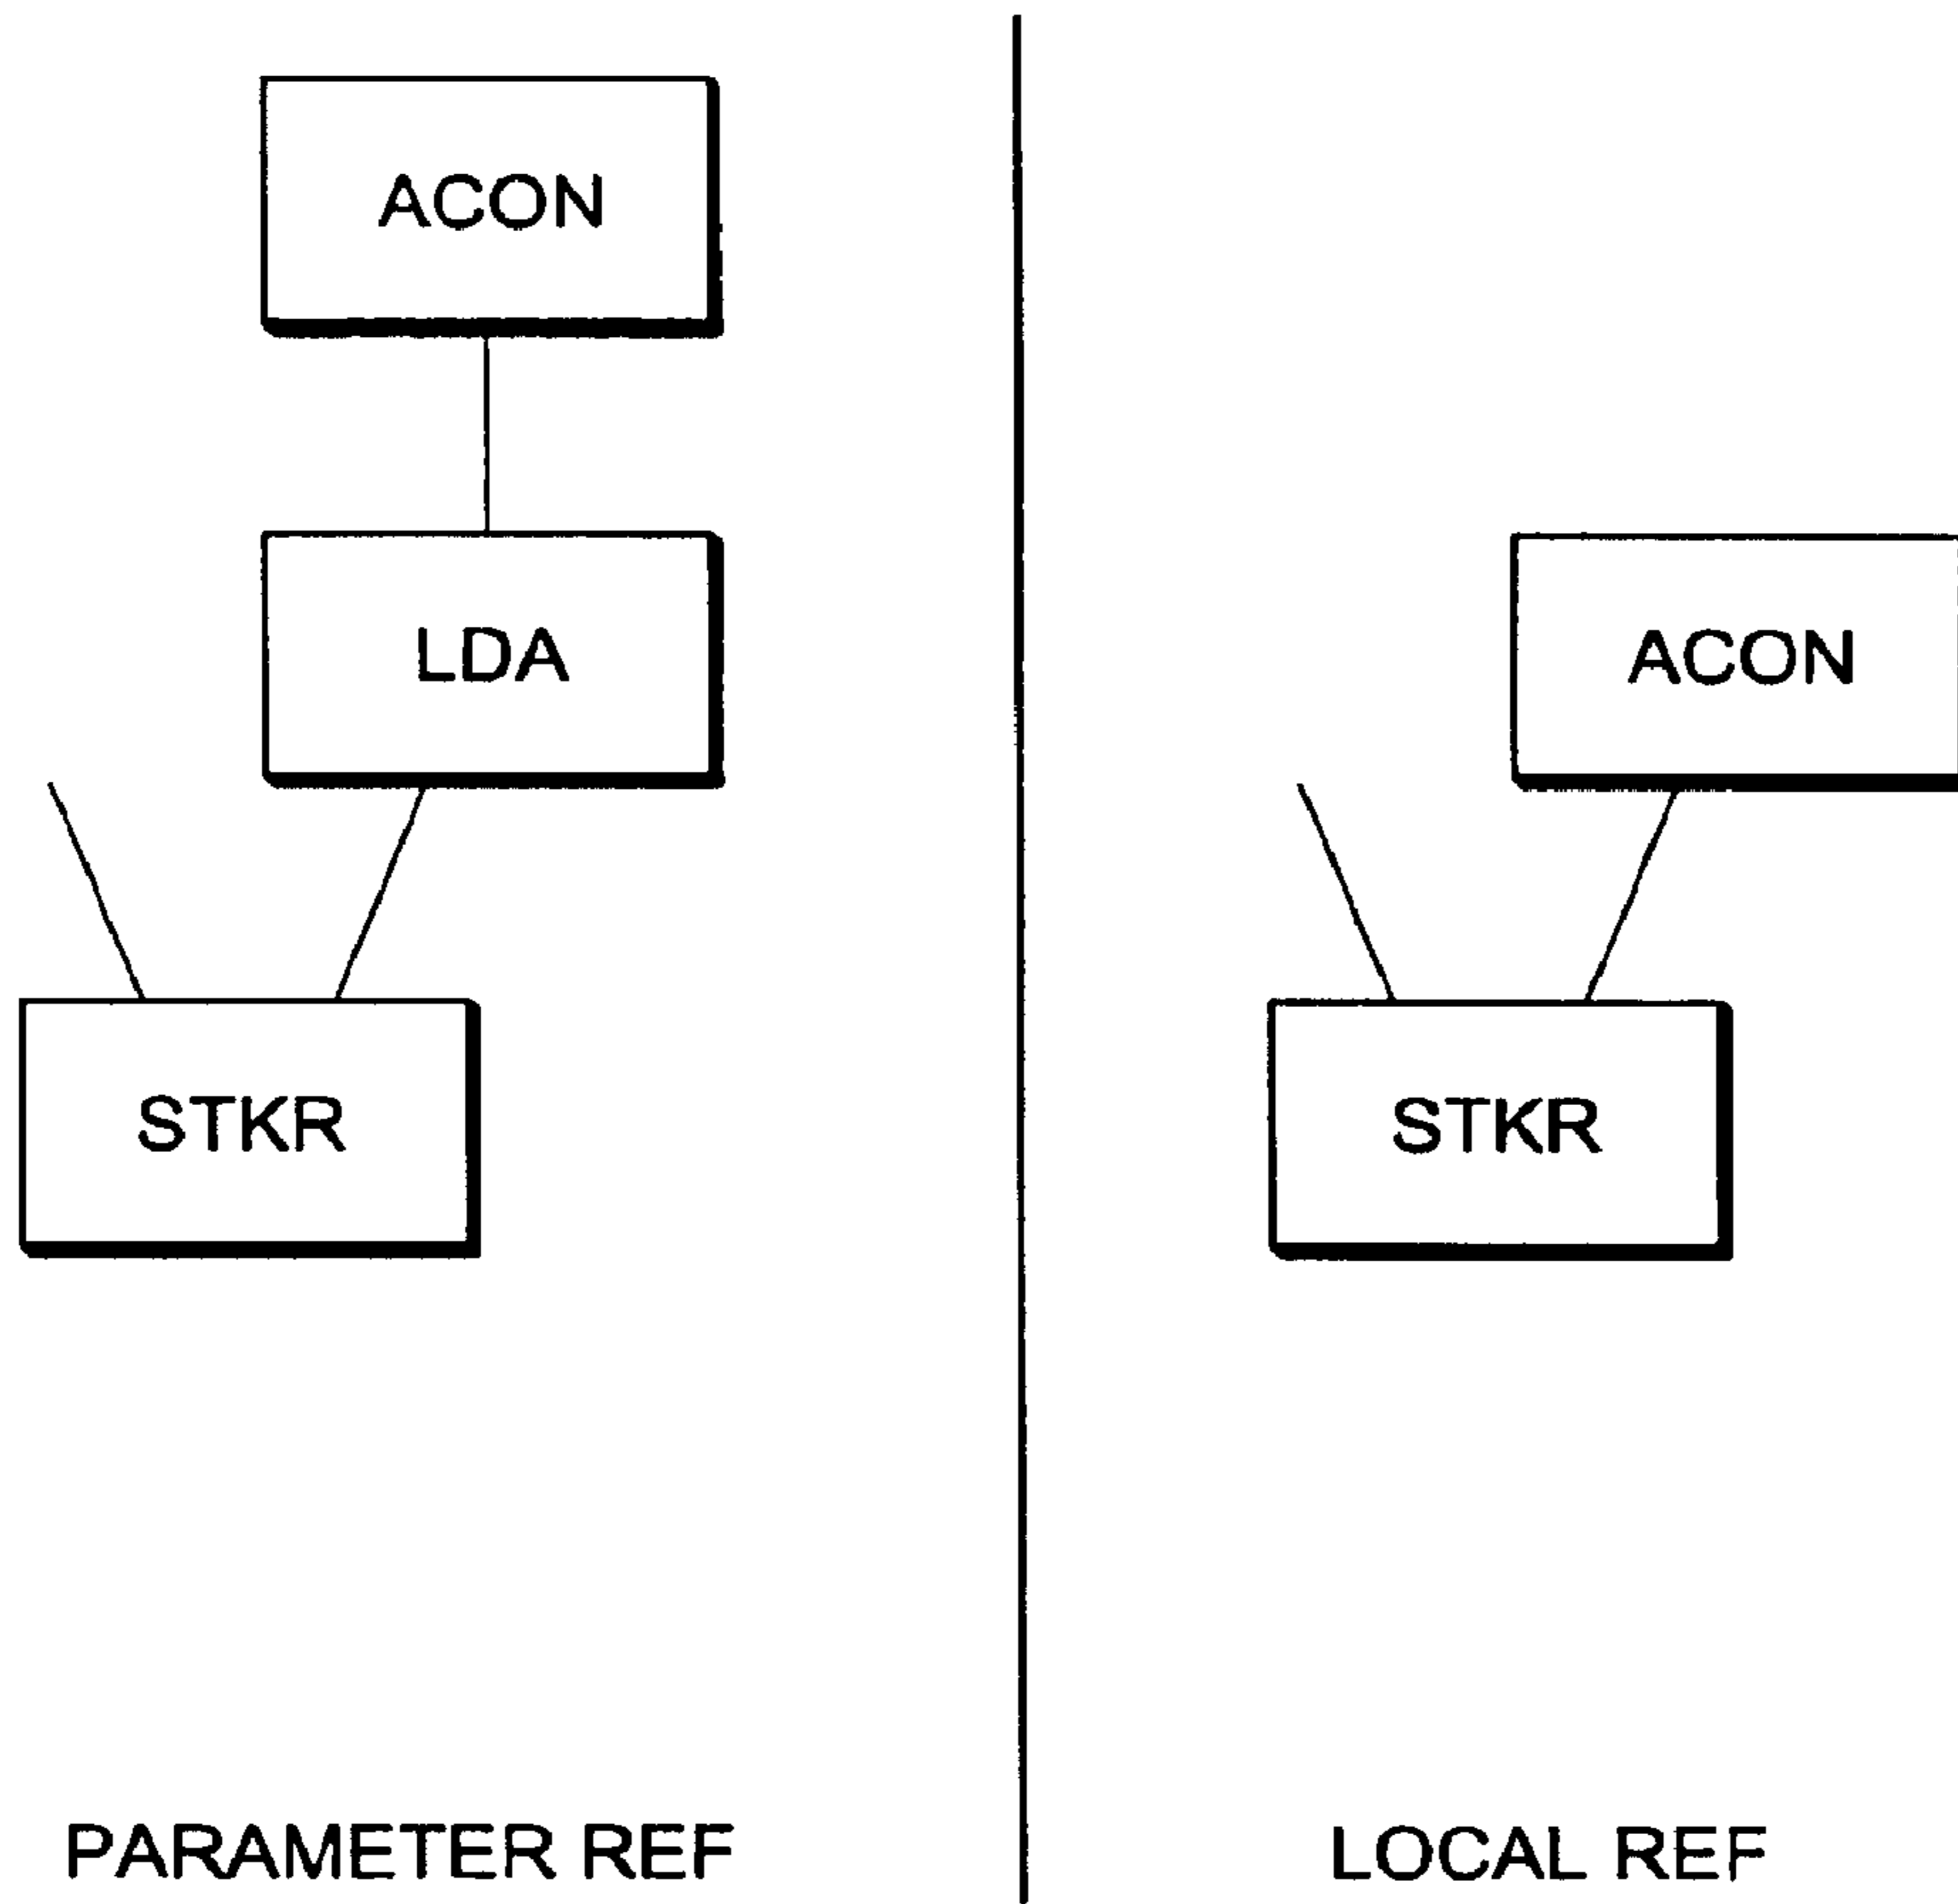 ACON
LDA
STKR
PARAMETER REF
ACON
STKR
LOCAL REF